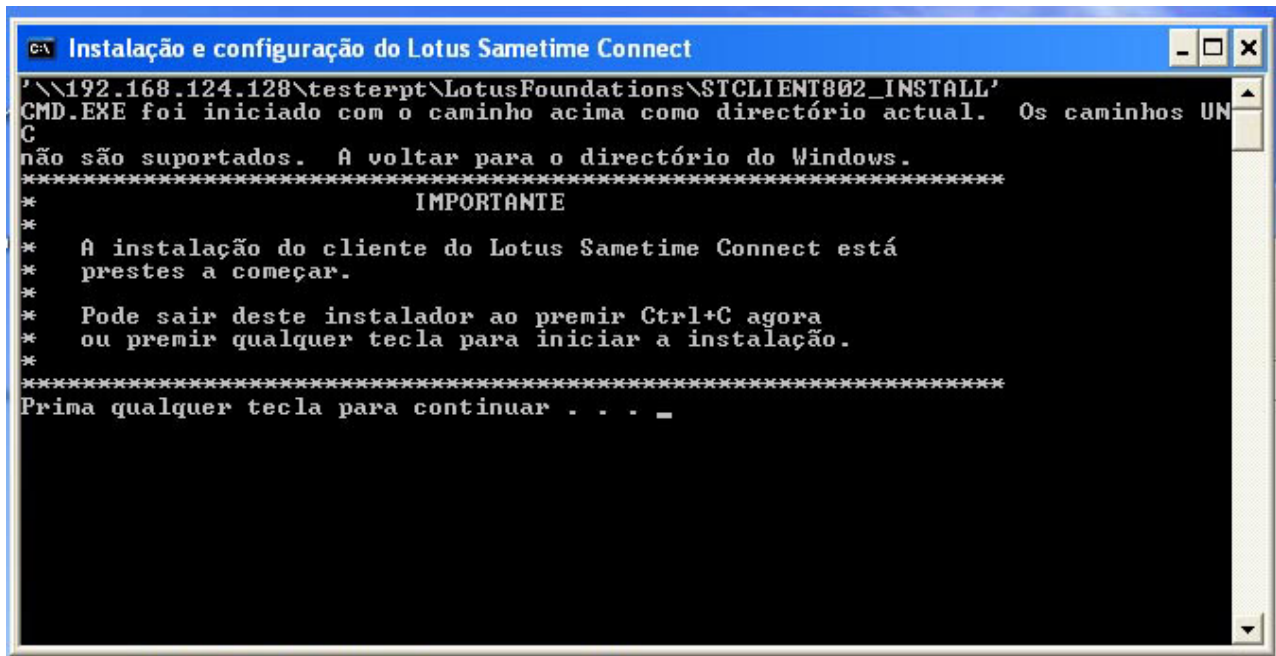 Instalação e configuração do Lotus Sametime Connect
'\\192.168.124.128\testerpt\LotusFoundations\STCLIENT802_INSTALL'
CMD.EXE foi iniciado com o caminho acima como directório actual.  Os caminhos UN
C
não são suportados.  A voltar para o directório do Windows.
*****************************************************************
*                         IMPORTANTE
*
*   A instalação do cliente do Lotus Sametime Connect está
*   prestes a começar.
*
*   Pode sair deste instalador ao premir Ctrl+C agora
*   ou premir qualquer tecla para iniciar a instalação.
*
*****************************************************************
Prima qualquer tecla para continuar . . . _